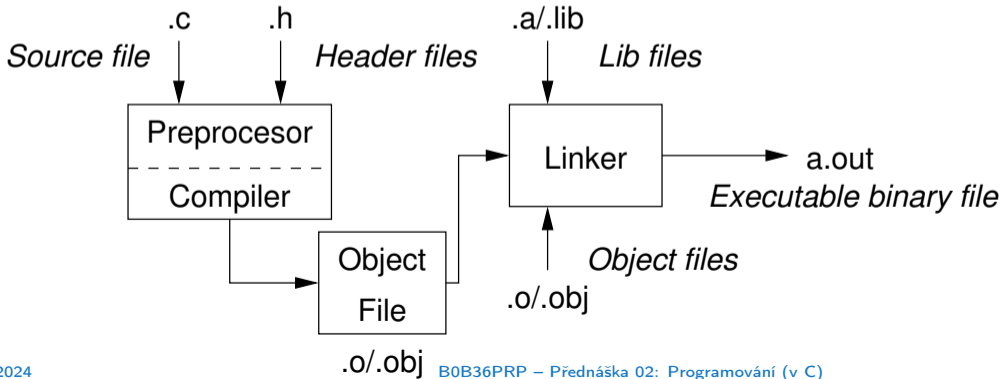 .c
.h
.a/.lib
Source file
Header files
Lib files
Preprocesor
Compiler
Linker
a.out
Executable binary file
Object
File
Object files
.o/.obj
.o/.obj
2024
B0B36PRP – Přednáška 02: Programování (v C)